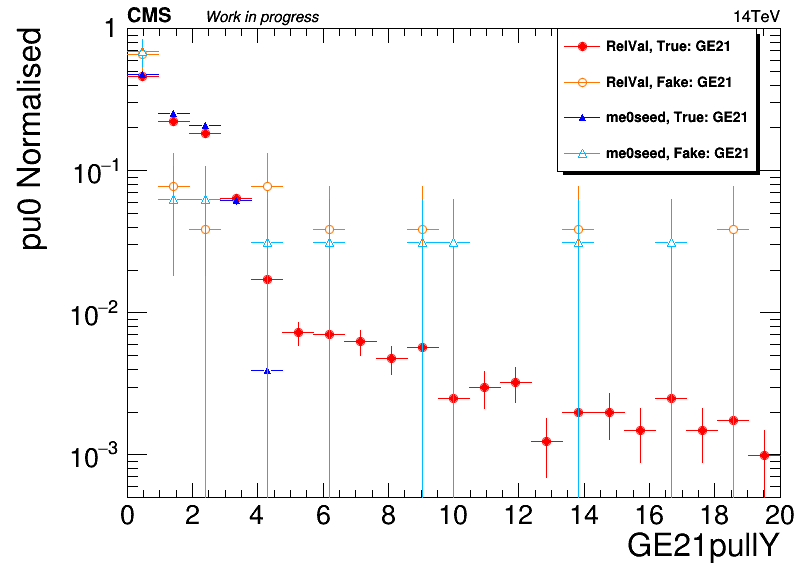 CMS Work in progress 14TeV
pu0 Normalised
RelVal, True: GE21
RelVal, Fake: GE21
me0seed, True: GE21
me0seed, Fake: GE21
1
10⁻¹
10⁻²
10⁻³
0 2 4 6 8 10 12 14 16 18 20
GE21pullY